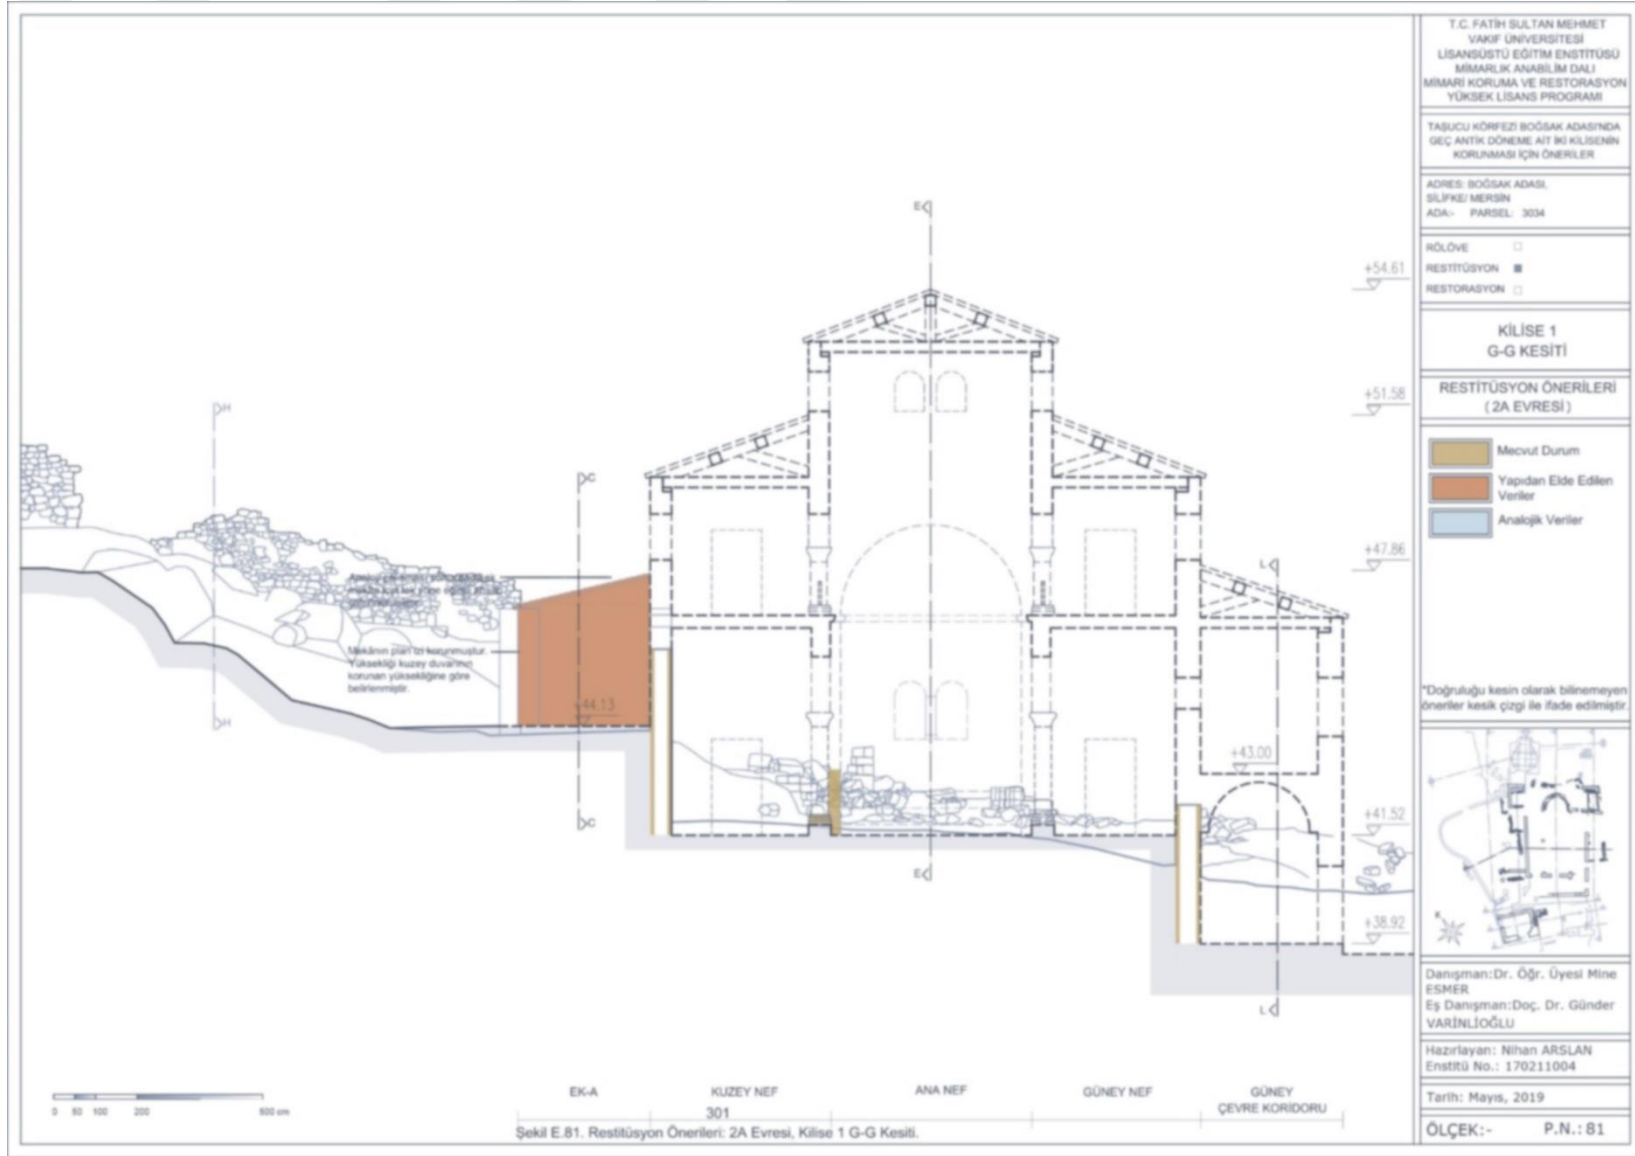 T.C. FATİH SULTAN MEHMET
VAKIF ÜNİVERSİTESİ
LİSANSÜSTÜ EĞİTİM ENSTİTÜSÜ
MİMARLIK ANABİLİM DALI
MİMARİ KORUMA VE RESTORASYON
YÜKSEK LİSANS PROGRAMI
TAŞUCU KÖRFEZİ BOĞSAK ADASI'NDA
GEÇ ANTİK DÖNEME AİT İKİ KİLİSENİN
KORUNMASI İÇİN ÖNERİLER
ADRES: BOĞSAK ADASI,
SİLİFKE/ MERSİN
ADA:- PARSEL: 3034
RÖLÖVE
RESTİTÜSYON
RESTORASYON
KİLİSE 1
G-G KESİTİ
RESTİTÜSYON ÖNERİLERİ
( 2A EVRESİ )
Mecvut Durum
Yapıdan Elde Edilen
Veriler
Analojik Veriler
*Doğruluğu kesin olarak bilinemeyen
öneriler kesik çizgi ile ifade edilmiştir.
K
Danışman:Dr. Öğr. Üyesi Mine
ESMER
Eş Danışman:Doç. Dr. Günder
VARİNLİOĞLU
Hazırlayan: Nihan ARSLAN
Enstitü No.: 170211004
Tarih: Mayıs, 2019
ÖLÇEK:- P.N.: 81
E
+54.61
+51.58
H
C
+47.86
L
Mekânın plan izi korunmuştur.
Yüksekliği kuzey duvarının
korunan yüksekliğine göre
belirlenmiştir.
+44.13
H
+43.00
C
+41.52
E
+38.92
L
0 50 100 200 500 cm
EK-A KUZEY NEF ANA NEF GÜNEY NEF GÜNEY
ÇEVRE KORİDORU
301
Şekil E.81. Restitüsyon Önerileri: 2A Evresi, Kilise 1 G-G Kesiti.